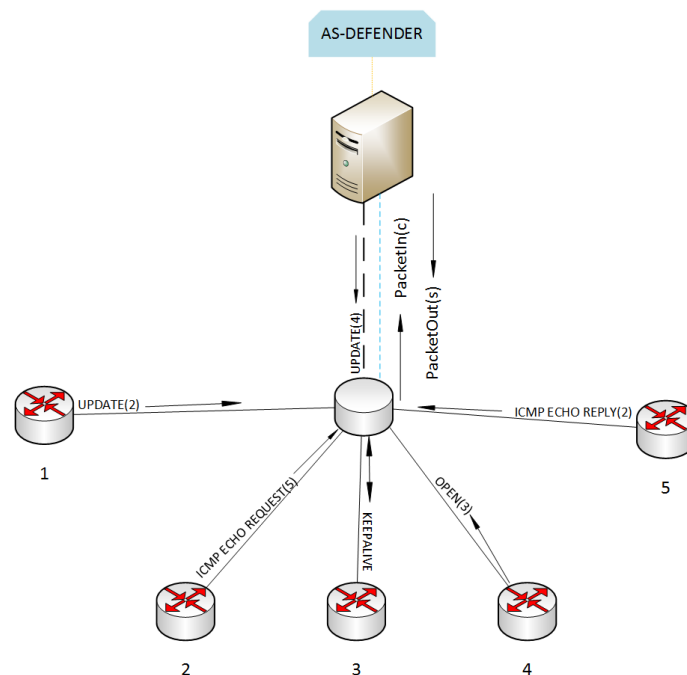 AS-DEFENDER
PacketIn(c)
PacketOut(s)
UPDATE(4)
UPDATE(2)
ICMP ECHO REPLY(2)
1
5
ICMP ECHO REQUEST(5)
KEEPALIVE
OPEN(3)
2
3
4